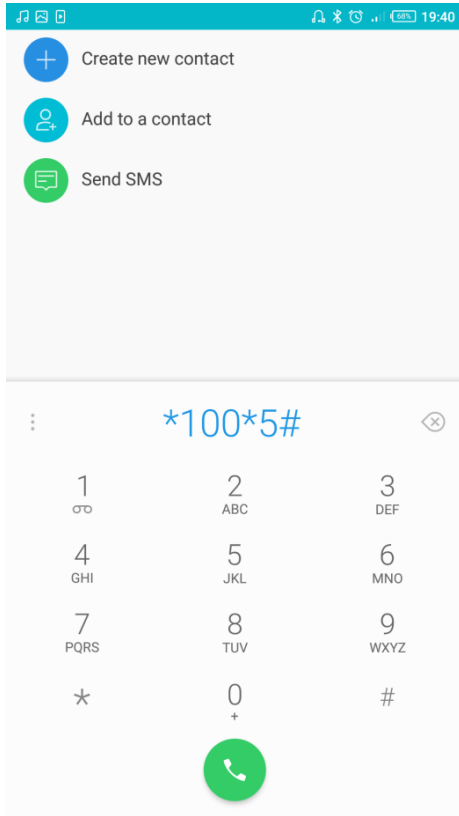 68% 19:40
Create new contact
Add to a contact
Send SMS
*100*5#
1 2 3
ABC DEF
4 5 6
GHI JKL MNO
7 8 9
PQRS TUV WXYZ
* 0 #
+